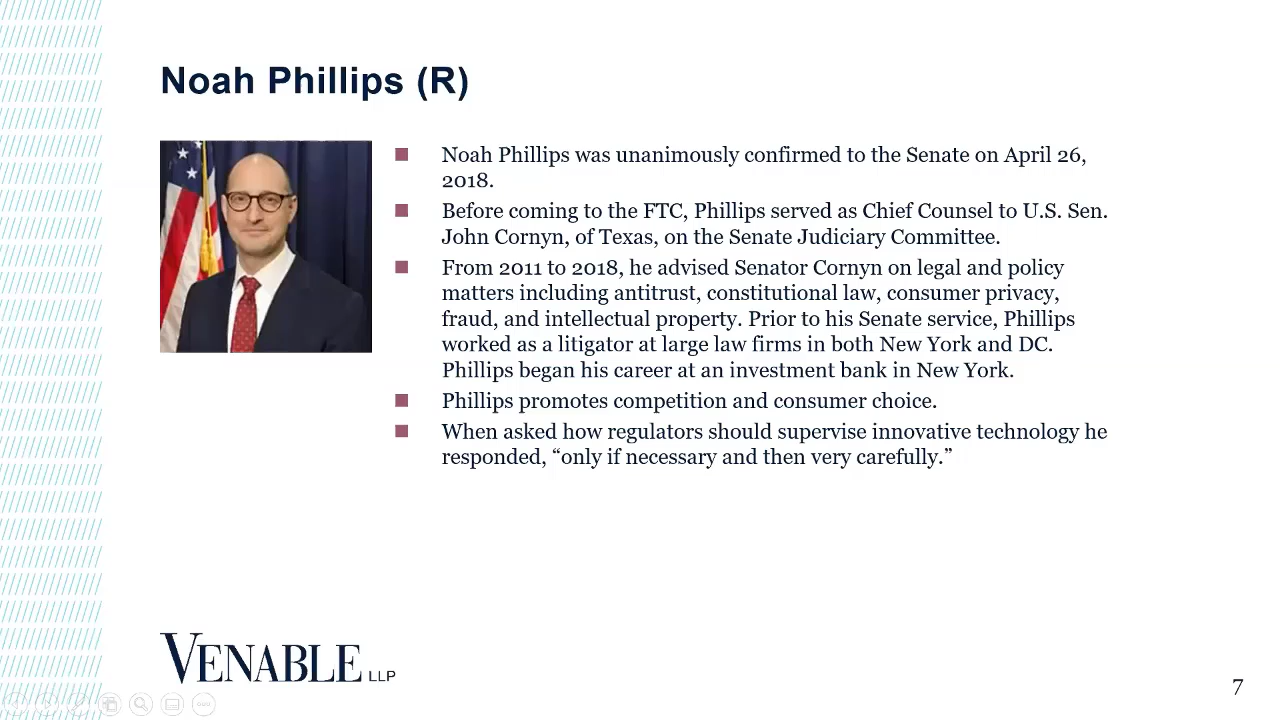 Noah Phillips (R)
Noah Phillips was unanimously confirmed to the Senate on April 26,
2018.
Before coming to the FTC, Phillips served as Chief Counsel to U.S. Sen.
John Cornyn, of Texas, on the Senate Judiciary Committee.
From 2011 to 2018, he advised Senator Cornyn on legal and policy
matters including antitrust, constitutional law, consumer privacy,
fraud, and intellectual property. Prior to his Senate service, Phillips
worked as a litigator at large law firms in both New York and DC.
Phillips began his career at an investment bank in New York.
Phillips promotes competition and consumer choice.
When asked how regulators should supervise innovative technology he
responded, “only if necessary and then very carefully.”
VENABLE LLP
7